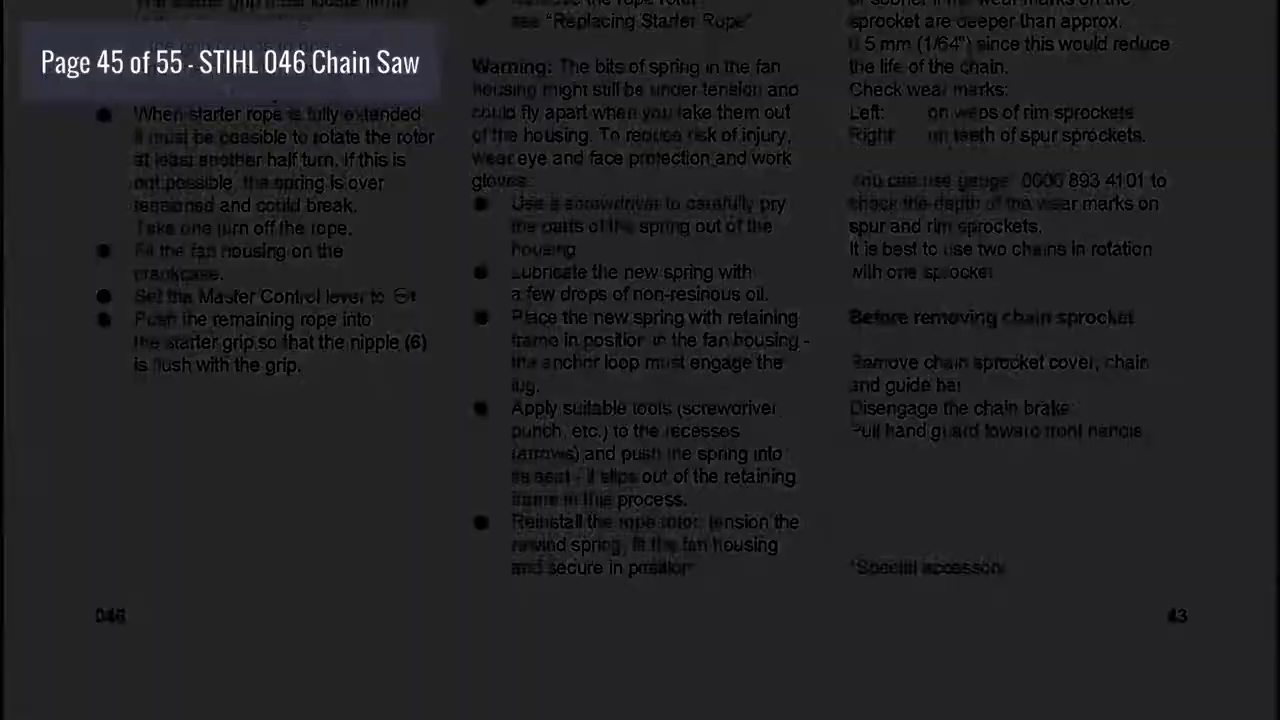 Page 45 of 55 - STIHL 046 Chain Saw
When starter rope is fully extended
it must be possible to rotate the rotor
at least another half turn. If this is
not possible, the spring is over
tensioned and could break.
Take one turn off the rope.
Fit the fan housing on the
crankcase.
Set the Master Control lever to
Push the remaining rope into
the starter grip so that the nipple (6)
is flush with the grip.
see "Replacing Starter Rope"
Warning: The bits of spring in the fan
housing might still be under tension and
could fly apart when you take them out
of the housing. To reduce risk of injury,
wear eye and face protection and work
gloves.
Use a screwdriver to carefully pry
the parts of the spring out of the
housing
Lubricate the new spring with
a few drops of non-resinous oil.
Place the new spring with retaining
frame in position in the fan housing -
the anchor loop must engage the
lug.
Apply suitable tools (screwdriver,
punch, etc.) to the recesses
(arrows) and push the spring into
its seat - it slips out of the retaining
frame in this process.
Reinstall the rope rotor, tension the
rewind spring, fit the fan housing
and secure in position
or sooner if the wear marks on the
sprocket are deeper than approx.
0.5 mm (1/64") since this would reduce
the life of the chain.
Check wear marks:
Left: on webs of rim sprockets
Right on teeth of spur sprockets.
You can use gauge* 0000 893 4101 to
check the depth of the wear marks on
spur and rim sprockets.
It is best to use two chains in rotation
with one sprocket
Before removing chain sprocket
Remove chain sprocket cover, chain
and guide bar
Disengage the chain brake:
Pull hand guard toward front handle
*Special accessory
046
43